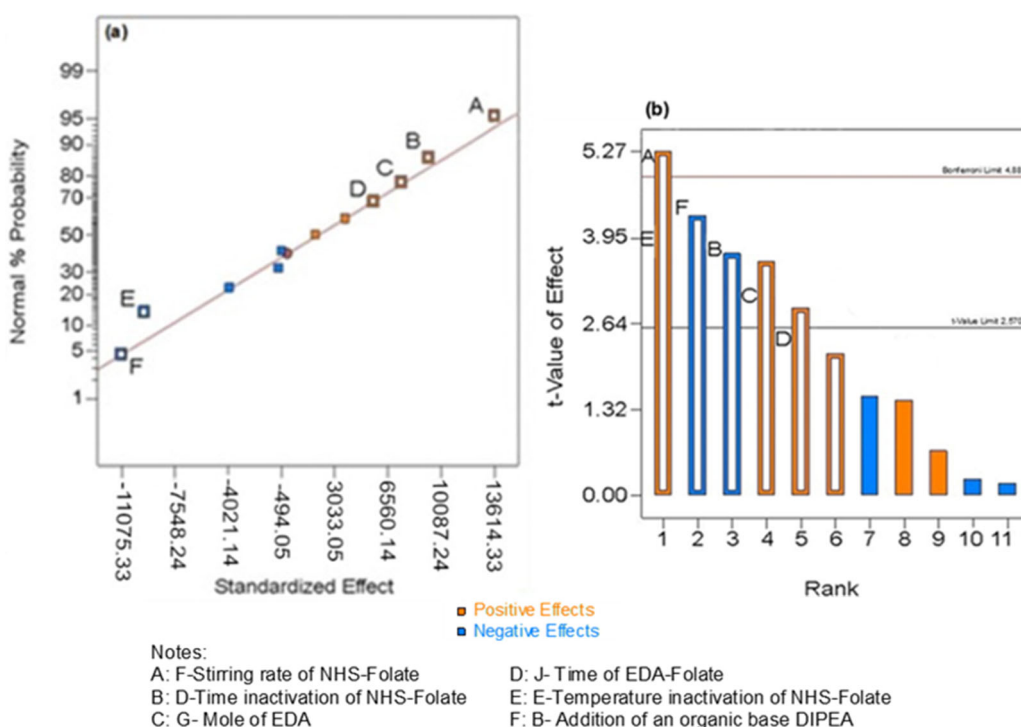 (a)
99
95
90
80
70
50
30
20
10
5
1
Normal % Probability
A
B
C
D
E
F
-11075.33
-7548.24
-4021.14
-494.05
3033.05
6560.14
10087.24
13614.33
Standardized Effect
(b)
5.27
3.95
2.64
1.32
0.00
t-Value of Effect
A
E
F
B
C
D
Bonferroni Limit
t-Value Limit
1 2 3 4 5 6 7 8 9 10 11
Rank
Positive Effects
Negative Effects
Notes:
A: F-Stirring rate of NHS-Folate
B: D-Time inactivation of NHS-Folate
C: G- Mole of EDA
D: J- Time of EDA-Folate
E: E-Temperature inactivation of NHS-Folate
F: B- Addition of an organic base DIPEA